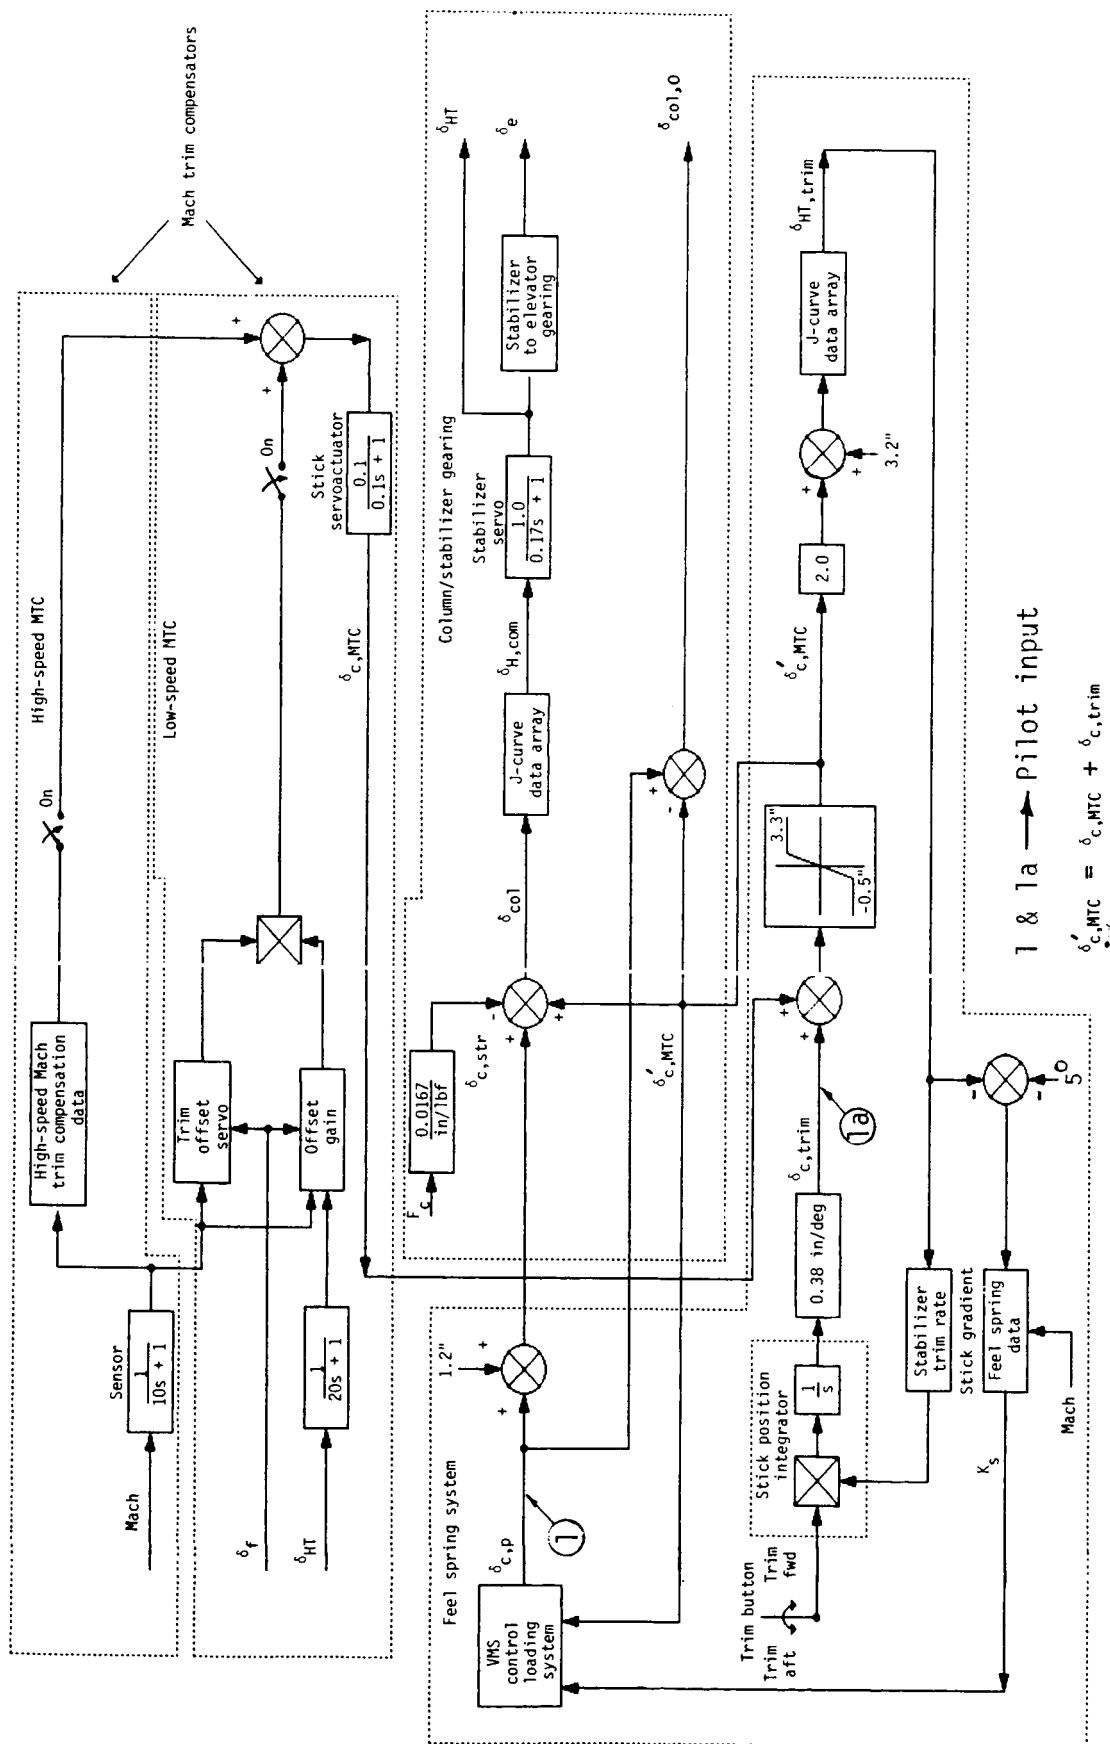 Mach trim compensators
High-speed MTC
On
High-speed Mach
trim compensation
data
Sensor
1
10s + 1
Mach
Low-speed MTC
Trim
offset
servo
Offset
gain
On
+
+
Stick
servoactuator
0.1
0.1s + 1
δc,MTC
δf
δHT
1
20s + 1
Column/stabilizer gearing
Fc
0.0167
in/lbf
δc,str
-
+
+
δcol
J-curve
data array
δH,com
Stabilizer
servo
1.0
0.17s + 1
Stabilizer
to elevator
gearing
δHT
δe
δcol,0
+
-
δ′c,MTC
Feel spring system
VMS
control
loading
system
δc,p
1
1.2"
+
+
Trim button
Trim
aft
Trim
fwd
Stick position
integrator
1
s
0.38 in/deg
δc,trim
1a
+
+
3.3"
-0.5"
δ′c,MTC
2.0
+
+
3.2"
J-curve
data array
δHT,trim
Stabilizer
trim rate
Stick gradient
Feel spring
data
Ks
Mach
-
-
5°
1 & 1a → Pilot input
δ′c,MTC = δc,MTC + δc,trim